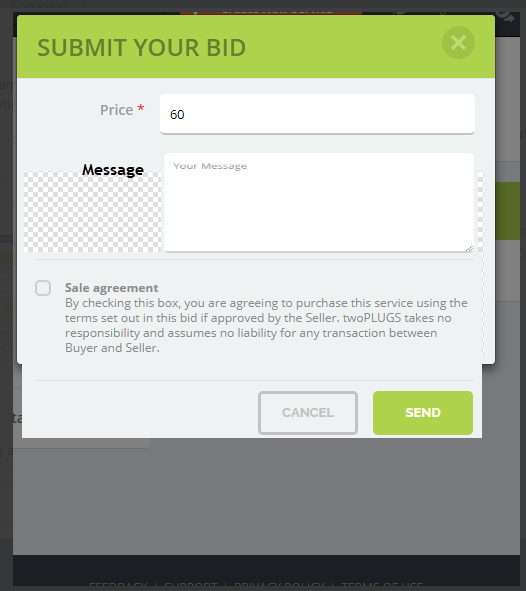 SUBMIT YOUR BID
Price *
60
Message
Your Message
Sale agreement
By checking this box, you are agreeing to purchase this service using the
terms set out in this bid if approved by the Seller. twoPLUGS takes no
responsibility and assumes no liability for any transaction between
Buyer and Seller.
CANCEL
SEND
FEEDBACK | SUPPORT | PRIVACY POLICY | TERMS OF USE